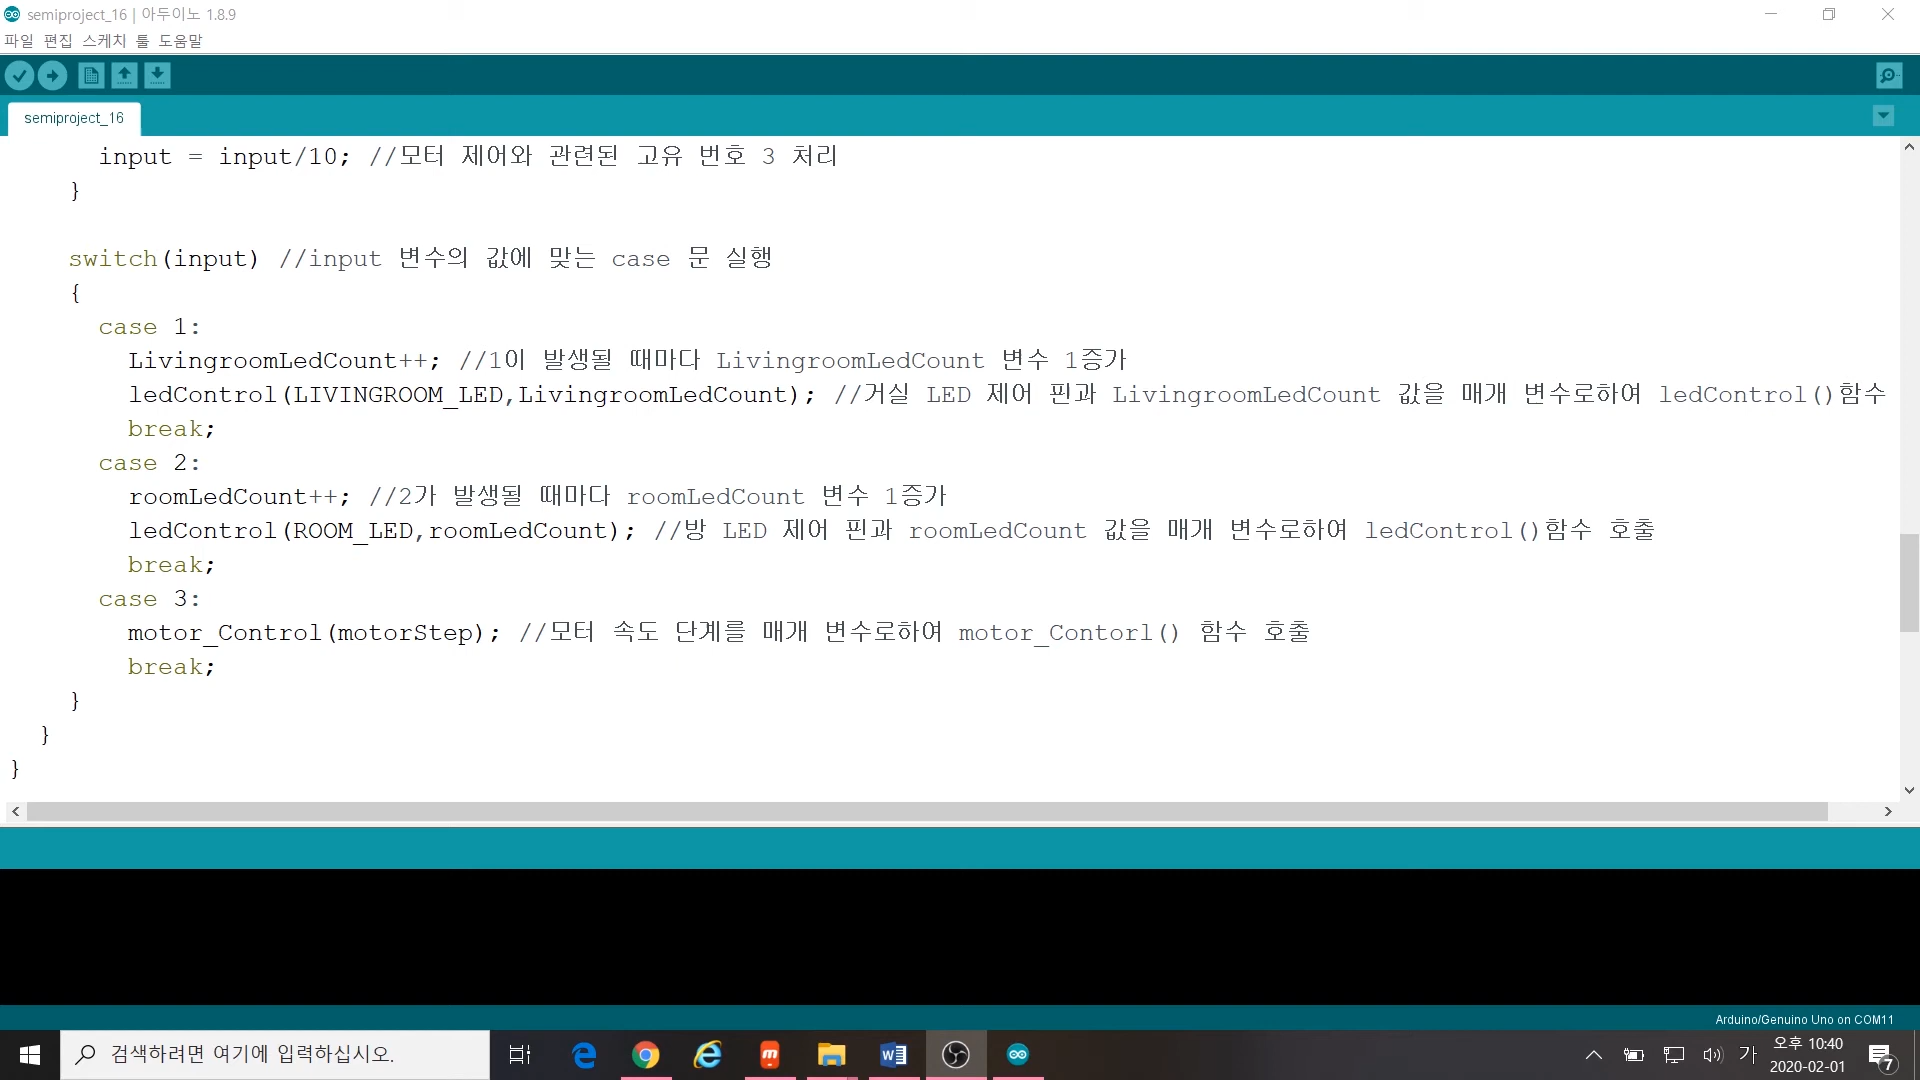 semiproject_16 | 아두이노 1.8.9
파일 편집 스케치 툴 도움말
semiproject_16
input = input/10; //모터 제어와 관련된 고유 번호 3 처리
}
switch(input) //input 변수의 값에 맞는 case 문 실행
{
case 1:
LivingroomLedCount++; //1이 발생될 때마다 LivingroomLedCount 변수 1증가
ledControl(LIVINGROOM_LED,LivingroomLedCount); //거실 LED 제어 핀과 LivingroomLedCount 값을 매개 변수로하여 ledControl()함수
break;
case 2:
roomLedCount++; //2가 발생될 때마다 roomLedCount 변수 1증가
ledControl(ROOM_LED,roomLedCount); //방 LED 제어 핀과 roomLedCount 값을 매개 변수로하여 ledControl()함수 호출
break;
case 3:
motor_Control(motorStep); //모터 속도 단계를 매개 변수로하여 motor_Contorl() 함수 호출
break;
}
}
}
Arduino/Genuino Uno on COM11
검색하려면 여기에 입력하십시오.
가
오후 10:40
2020-02-01
7